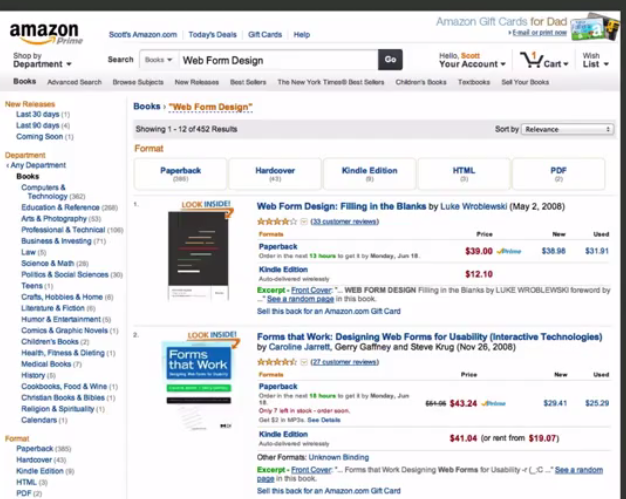 amazon
Prime
Scott's Amazon.com Today's Deals Gift Cards Help
Amazon Gift Cards for Dad
E-mail or print now
Shop by
Department
Search Books Web Form Design Go
Hello, Scott
Your Account
1
Cart
Wish
List
Books Advanced Search Browse Subjects New Releases Best Sellers The New York Times® Best Sellers Children's Books Textbooks Sell Your Books
New Releases
Last 30 days (1)
Last 90 days (4)
Coming Soon (1)
Department
‹ Any Department
Books
Computers &
Technology (362)
Education & Reference (268)
Arts & Photography (53)
Professional & Technical (106)
Business & Investing (71)
Law (5)
Science & Math (28)
Politics & Social Sciences (30)
Teens (1)
Crafts, Hobbies & Home (8)
Literature & Fiction (8)
Humor & Entertainment (5)
Comics & Graphic Novels (1)
Children's Books (2)
Health, Fitness & Dieting (1)
Medical Books (7)
History (5)
Cookbooks, Food & Wine (1)
Christian Books & Bibles (1)
Religion & Spirituality (1)
Calendars (1)
Format
Paperback (385)
Hardcover (43)
Kindle Edition (9)
HTML (3)
PDF (2)
Books › "Web Form Design"
Showing 1 - 12 of 452 Results
Sort by Relevance
Format
Paperback Hardcover Kindle Edition HTML PDF
(386) (43) (9) (3) (2)
1.
LOOK INSIDE!
Web Form Design: Filling in the Blanks by Luke Wroblewski (May 2, 2008)
(33 customer reviews)
Formats Price New Used
Paperback $39.00 Prime $38.98 $31.91
Order in the next 13 hours to get it by Monday, Jun 18.
Kindle Edition $12.10
Auto-delivered wirelessly
Excerpt - Front Cover: "... WEB FORM DESIGN Filling in the Blanks by LUKE WROBLEWSKI foreword by
..." See a random page in this book.
Sell this back for an Amazon.com Gift Card
2.
LOOK INSIDE!
Forms
that Work
Designing Web Forms for Usability
Forms that Work: Designing Web Forms for Usability (Interactive Technologies)
by Caroline Jarrett, Gerry Gaffney and Steve Krug (Nov 26, 2008)
(27 customer reviews)
Formats Price New Used
Paperback
Order in the next 18 hours to get it by Monday, Jun
18. $51.95 $43.24 Prime $29.41 $25.29
Only 7 left in stock - order soon.
Get $2 in MP3s. See Details
Kindle Edition $41.04 (or rent from $19.07)
Auto-delivered wirelessly
Other Formats: Unknown Binding
Excerpt - Front Cover: "... Forms that Work Designing Web Forms for Usability -r (_:C ..." See a random
page in this book.
Sell this back for an Amazon.com Gift Card